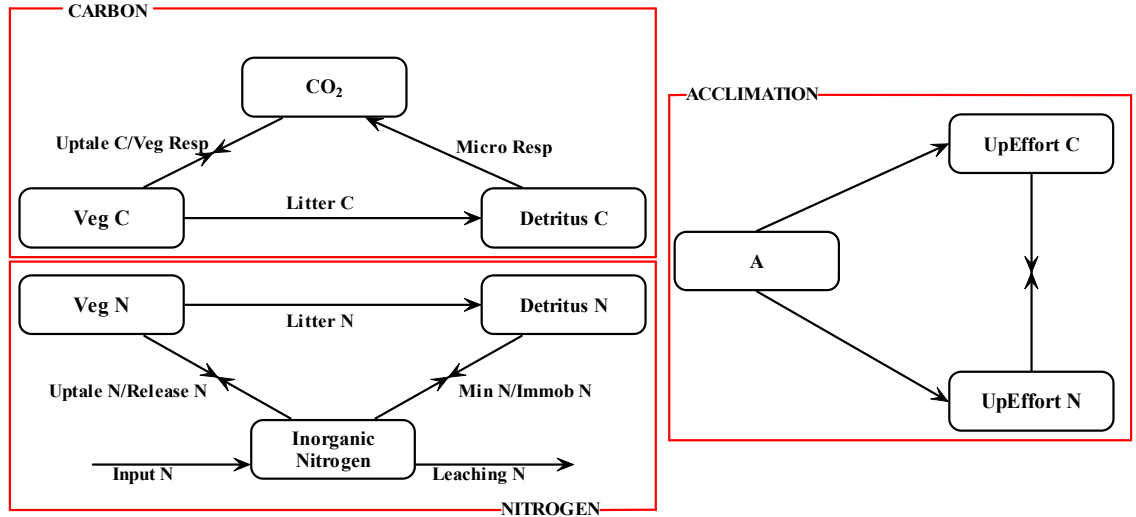 CARBON
CO₂
Uptale C/Veg Resp
Micro Resp
Veg C
Litter C
Detritus C
Veg N
Litter N
Detritus N
Uptale N/Release N
Min N/Immob N
Inorganic
Nitrogen
Input N
Leaching N
NITROGEN
ACCLIMATION
UpEffort C
A
UpEffort N